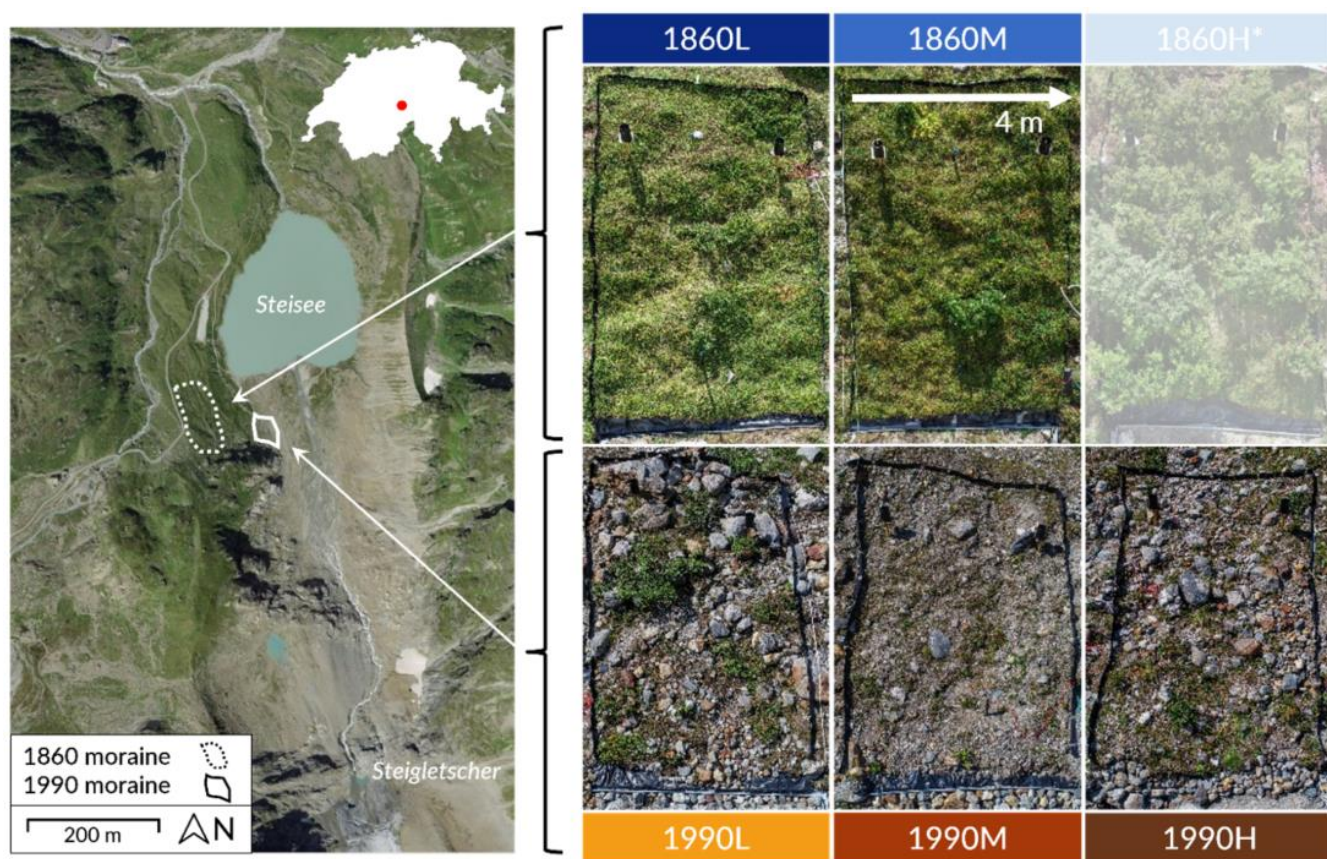 1860L
1860M
1860H*
4 m
Steisee
Steigletscher
1860 moraine
1990 moraine
200 m
N
1990L
1990M
1990H